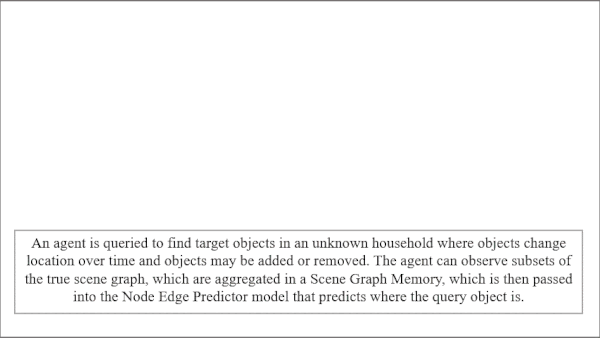 An agent is queried to find target objects in an unknown household where objects change
location over time and objects may be added or removed. The agent can observe subsets of
the true scene graph, which are aggregated in a Scene Graph Memory, which is then passed
into the Node Edge Predictor model that predicts where the query object is.